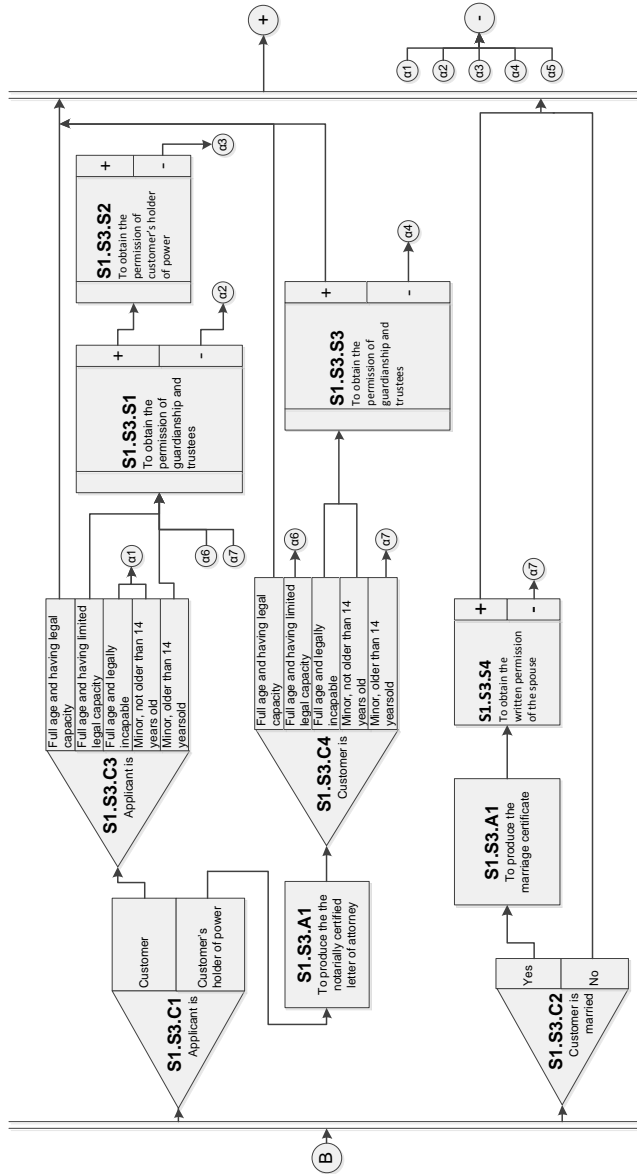 B
S1.S3.C1
Applicant is
Customer
Customer's
holder of power
S1.S3.A1
To produce the the
notarially certified
letter of attorney
S1.S3.C3
Applicant is
Full age and having legal
capacity
Full age and having limited
legal capacity
Full age and legally
incapable
Minor, not older than 14
years old
Minor, older than 14
yearsold
α1
α6
α7
S1.S3.S1
To obtain the
permission of
guardianship and
trustees
+
-
α2
S1.S3.S2
To obtain the
permission of
customer's holder
of power
+
-
α3
S1.S3.C4
Customer is
Full age and having legal
capacity
Full age and having limited
legal capacity
Full age and legally
incapable
Minor, not older than 14
years old
Minor, older than 14
yearsold
α6
α7
S1.S3.S3
To obtain the
permission of
guardianship and
trustees
+
-
α4
S1.S3.C2
Customer is
married
Yes
No
S1.S3.A1
To produce the
marriage certificate
S1.S3.S4
To obtain the
written permission
of the spouse
+
-
α7
+
α1
α2
α3
α4
α5
-